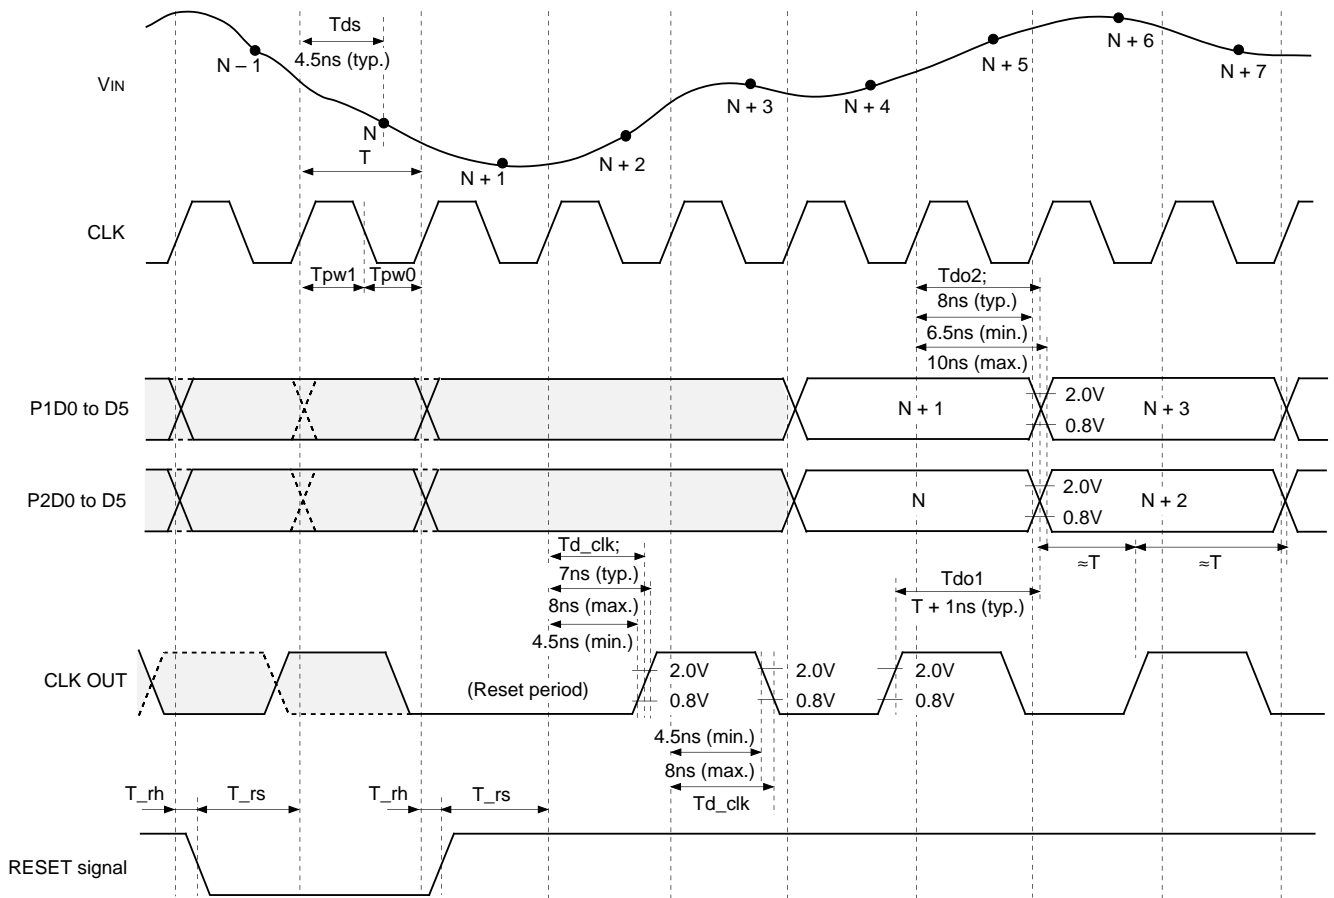 Tds
4.5ns (typ.)
N – 1
N
T
VIN
N + 1
N + 2
N + 3
N + 4
N + 5
N + 6
N + 7
CLK
Tpw1
Tpw0
Tdo2;
8ns (typ.)
6.5ns (min.)
10ns (max.)
P1D0 to D5
N + 1
2.0V
0.8V
N + 3
P2D0 to D5
N
2.0V
0.8V
N + 2
≈T
≈T
Td_clk;
7ns (typ.)
8ns (max.)
4.5ns (min.)
Tdo1
T + 1ns (typ.)
CLK OUT
(Reset period)
2.0V
0.8V
2.0V
0.8V
2.0V
0.8V
4.5ns (min.)
8ns (max.)
Td_clk
T_rh
T_rs
T_rh
T_rs
RESET signal